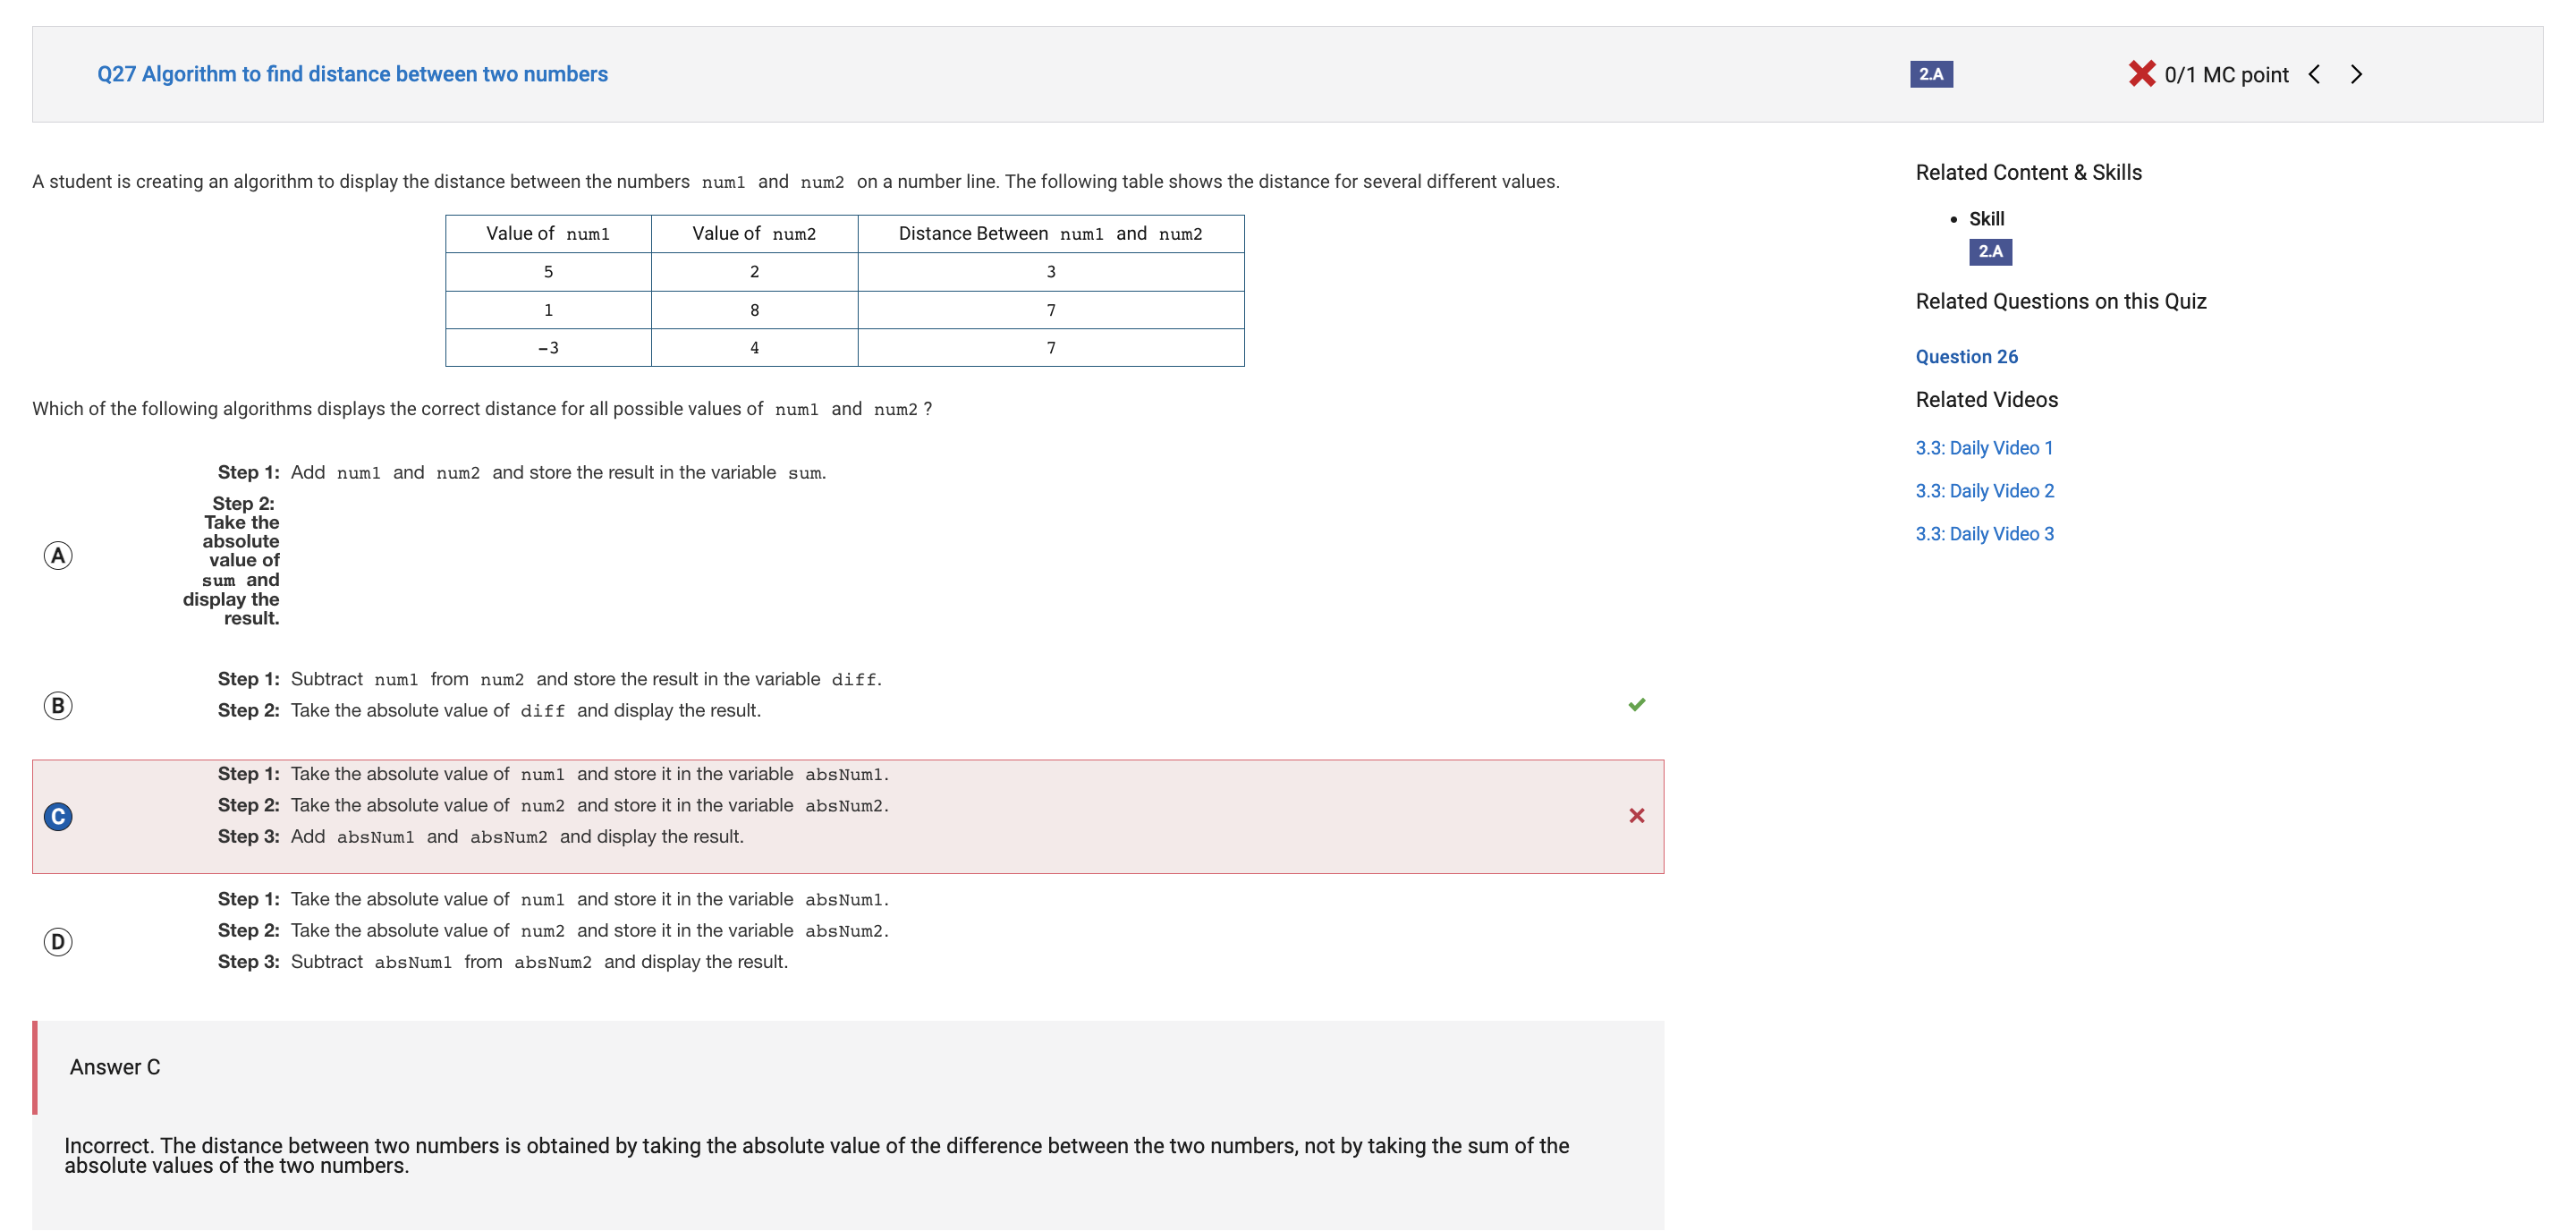 Q27 Algorithm to find distance between two numbers
2.A
0/1 MC point
A student is creating an algorithm to display the distance between the numbers num1 and num2 on a number line. The following table shows the distance for several different values.
Value of num1 Value of num2 Distance Between num1 and num2
5 2 3
1 8 7
-3 4 7
Which of the following algorithms displays the correct distance for all possible values of num1 and num2 ?
A
Step 1: Add num1 and num2 and store the result in the variable sum.
Step 2:
Take the
absolute
value of
sum and
display the
result.
B
Step 1: Subtract num1 from num2 and store the result in the variable diff.
Step 2: Take the absolute value of diff and display the result.
C
Step 1: Take the absolute value of num1 and store it in the variable absNum1.
Step 2: Take the absolute value of num2 and store it in the variable absNum2.
Step 3: Add absNum1 and absNum2 and display the result.
D
Step 1: Take the absolute value of num1 and store it in the variable absNum1.
Step 2: Take the absolute value of num2 and store it in the variable absNum2.
Step 3: Subtract absNum1 from absNum2 and display the result.
Answer C
Incorrect. The distance between two numbers is obtained by taking the absolute value of the difference between the two numbers, not by taking the sum of the
absolute values of the two numbers.
Related Content & Skills
• Skill
2.A
Related Questions on this Quiz
Question 26
Related Videos
3.3: Daily Video 1
3.3: Daily Video 2
3.3: Daily Video 3